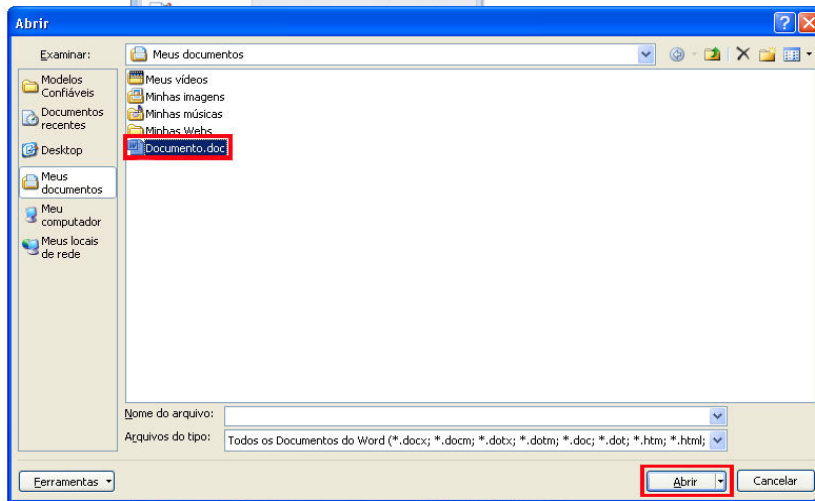 Abrir
Examinar:
Meus documentos
Modelos
Confiáveis
Documentos
recentes
Desktop
Meus
documentos
Meu
computador
Meus locais
de rede
Meus vídeos
Minhas imagens
Minhas músicas
Minhas Webs
Documento.doc
Nome do arquivo:
Arquivos do tipo:
Todos os Documentos do Word (*.docx; *.docm; *.dotx; *.dotm; *.doc; *.dot; *.htm; *.html;
Ferramentas
Abrir
Cancelar